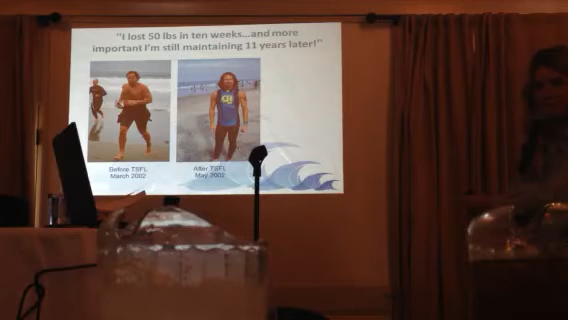 "I lost 50 lbs in ten weeks...and more
important I'm still maintaining 11 years later!"
Before TSFL
March 2002
After TSFL
May 2002